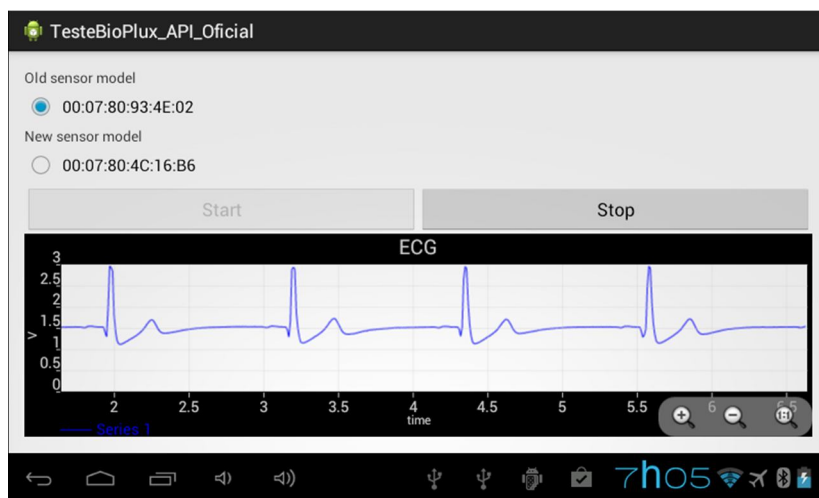 TesteBioPlux_API_Oficial
Old sensor model
00:07:80:93:4E:02
New sensor model
00:07:80:4C:16:B6
Start Stop
ECG
3
2.5
2
1.5
1
0.5
0
V
2 2.5 3 3.5 4 4.5 5 5.5 6 6.5
time
Series 1
1:1
7h05